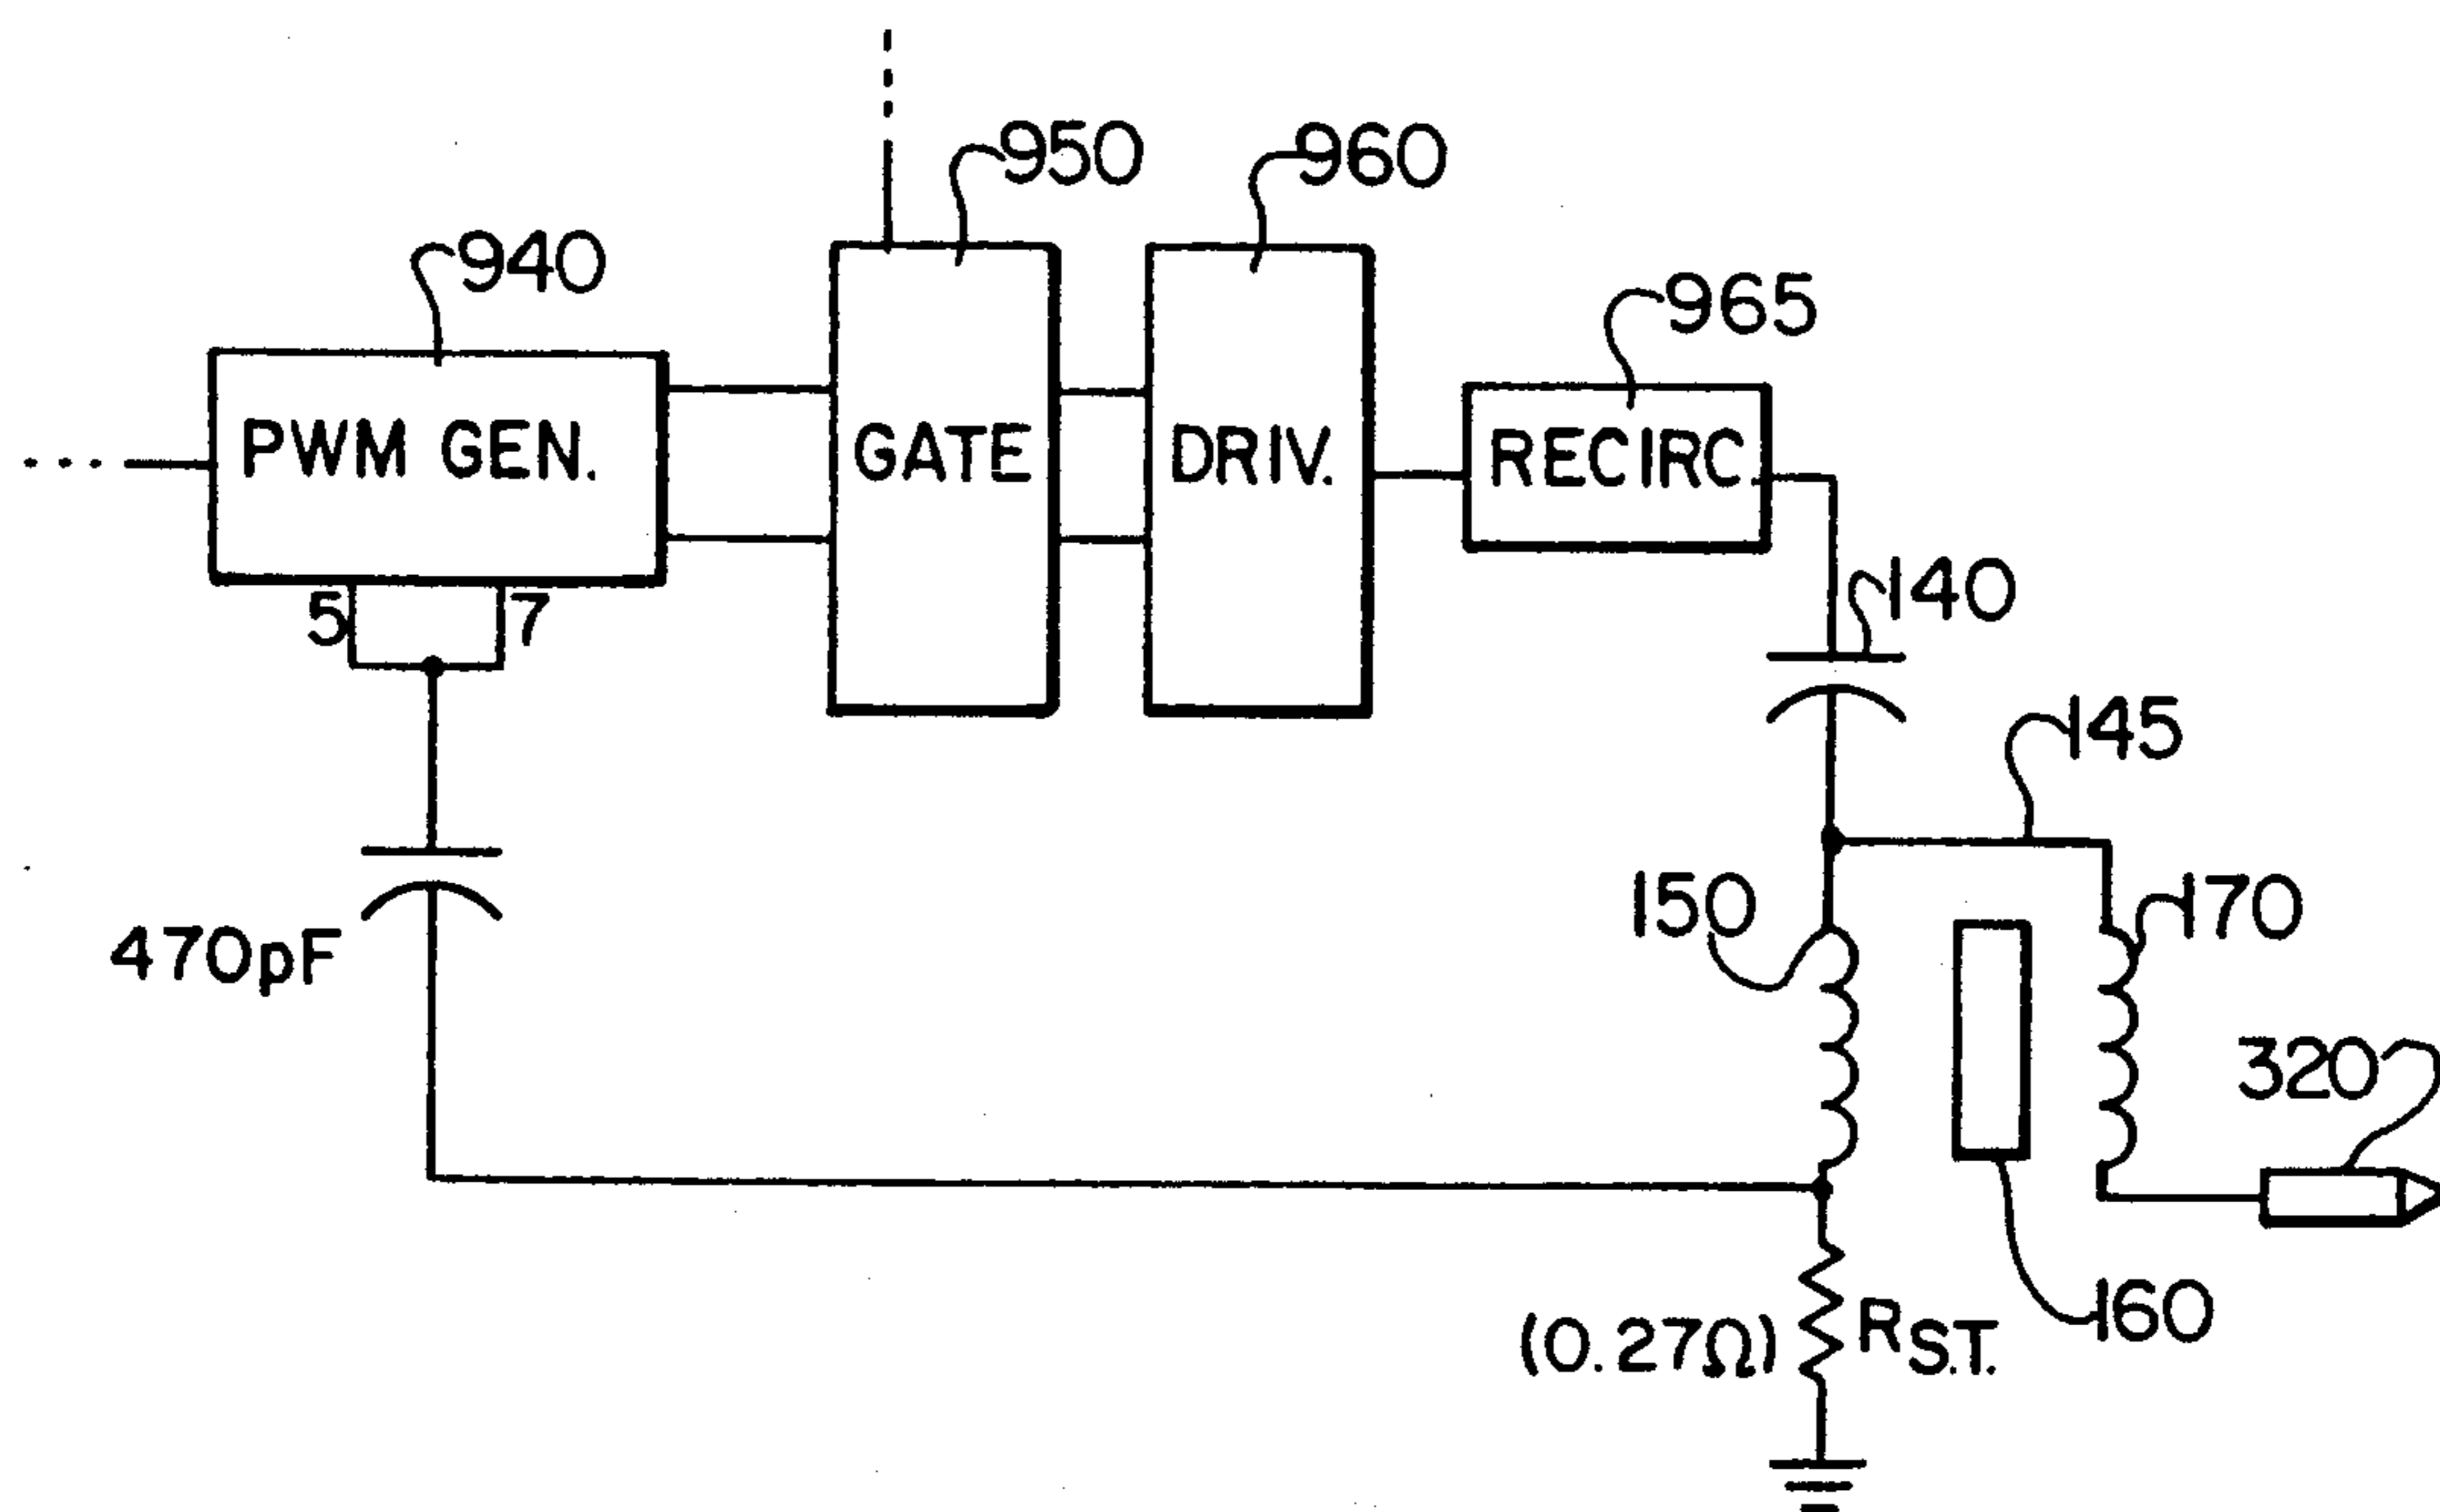 950
960
940
965
PWM GEN.
GATE
DRIV.
RECIRC.
5
7
140
145
150
170
470pF
320
160
(0.27Ω)
RS.T.